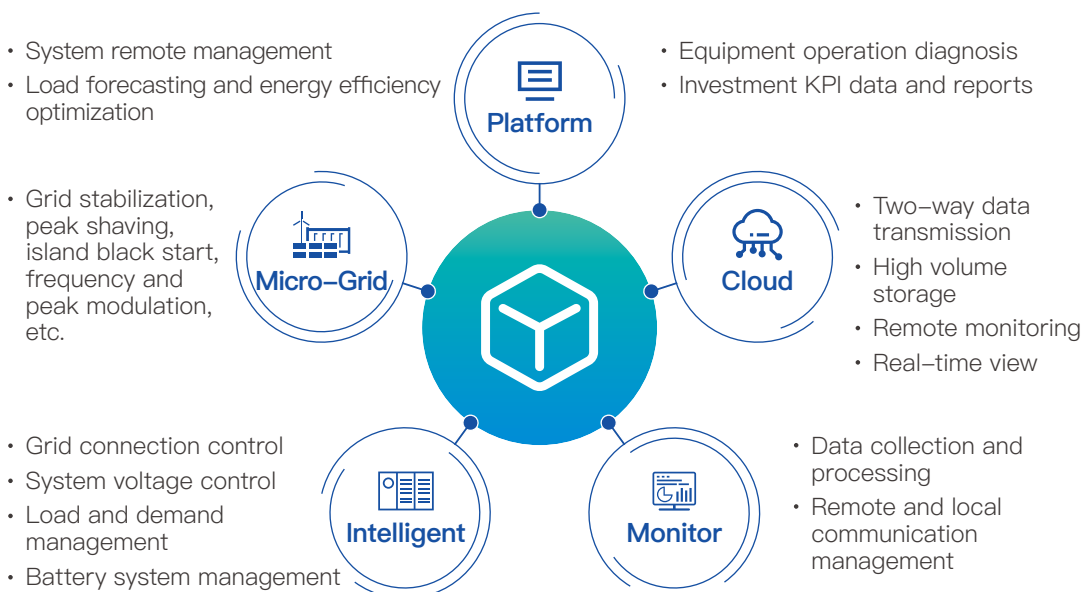 • System remote management
• Load forecasting and energy efficiency
optimization
Platform
• Equipment operation diagnosis
• Investment KPI data and reports
• Grid stabilization,
peak shaving,
island black start,
frequency and
peak modulation,
etc.
Micro–Grid
Cloud
• Two–way data
transmission
• High volume
storage
• Remote monitoring
• Real–time view
• Grid connection control
• System voltage control
• Load and demand
management
• Battery system management
Intelligent
Monitor
• Data collection and
processing
• Remote and local
communication
management